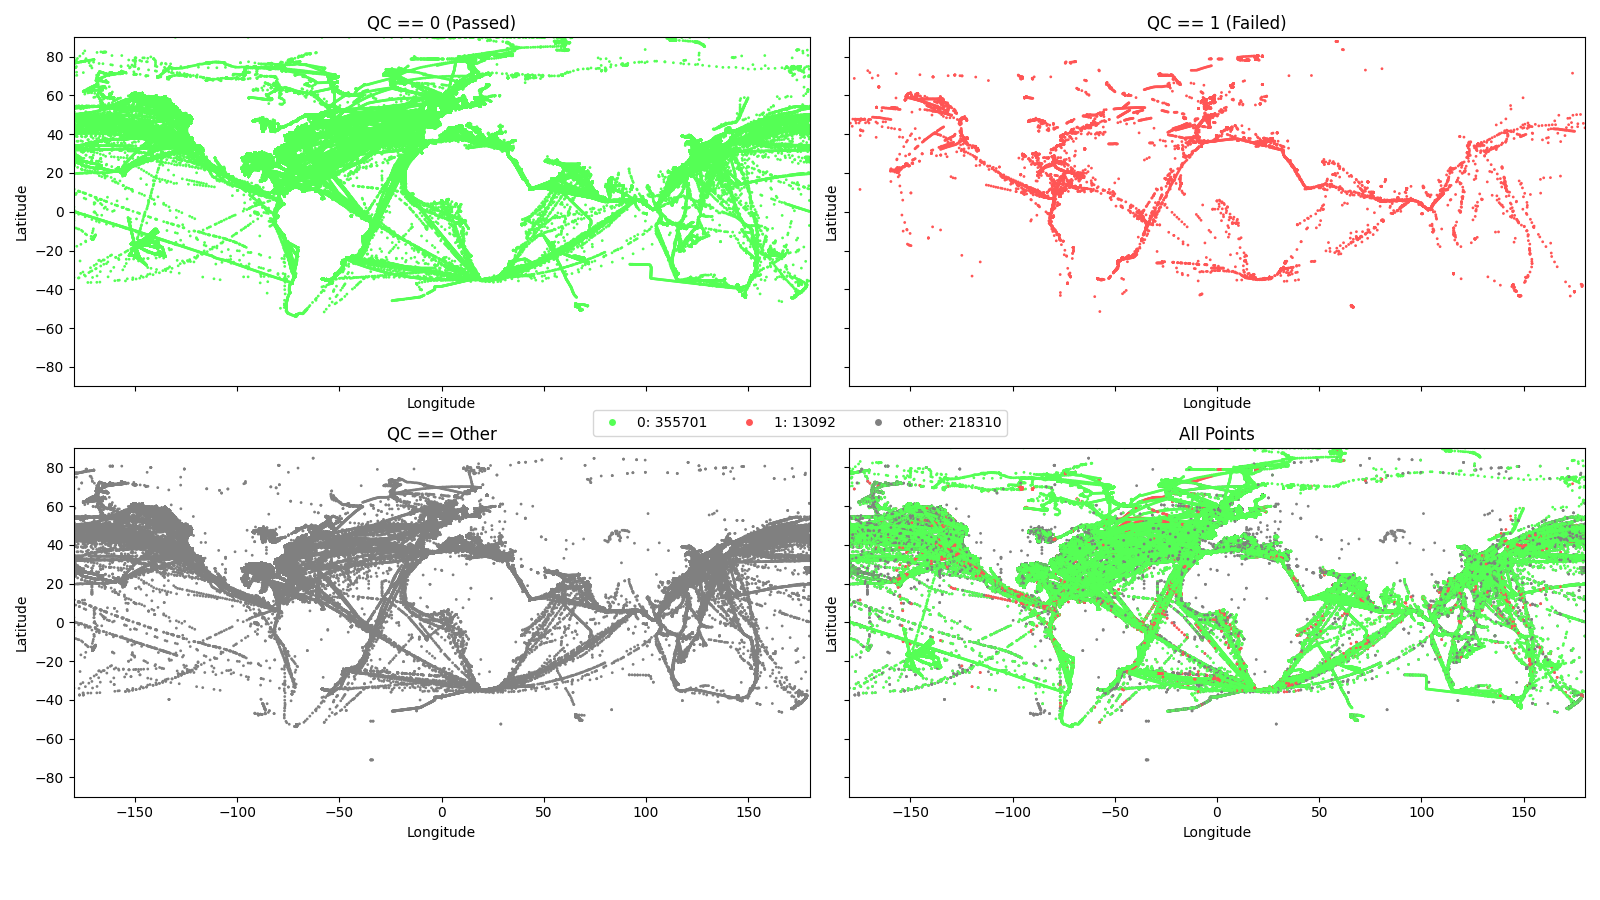 QC == 0 (Passed)
QC == 1 (Failed)
80
60
40
20
0
−20
−40
−60
−80
Latitude
Latitude
Longitude
Longitude
0: 355701 1: 13092 other: 218310
QC == Other
All Points
80
60
40
20
0
−20
−40
−60
−80
Latitude
Latitude
−150 −100 −50 0 50 100 150
−150 −100 −50 0 50 100 150
Longitude
Longitude